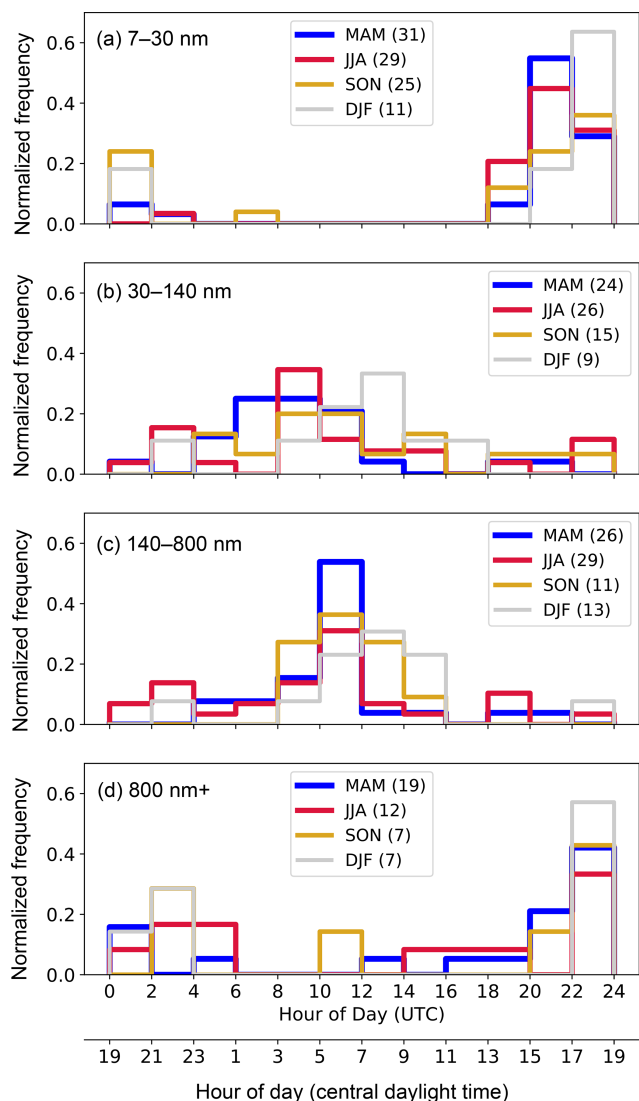 (a) 7–30 nm
MAM (31)
JJA (29)
SON (25)
DJF (11)
Normalized frequency
0.6
0.4
0.2
0.0
(b) 30–140 nm
MAM (24)
JJA (26)
SON (15)
DJF (9)
Normalized frequency
0.6
0.4
0.2
0.0
(c) 140–800 nm
MAM (26)
JJA (29)
SON (11)
DJF (13)
Normalized frequency
0.6
0.4
0.2
0.0
(d) 800 nm+
MAM (19)
JJA (12)
SON (7)
DJF (7)
Normalized frequency
0.6
0.4
0.2
0.0
0 2 4 6 8 10 12 14 16 18 20 22 24
Hour of Day (UTC)
19 21 23 1 3 5 7 9 11 13 15 17 19
Hour of day (central daylight time)